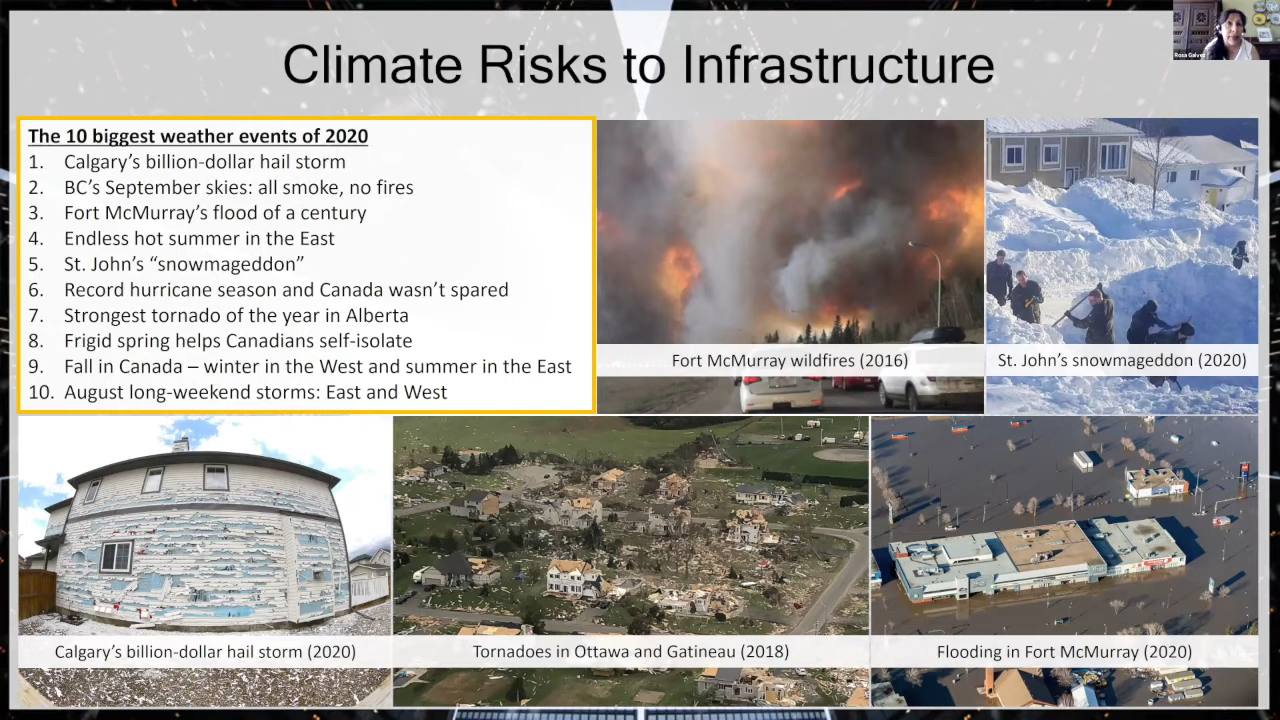 Climate Risks to Infrastructure
Rosa Galvez
The 10 biggest weather events of 2020
1. Calgary’s billion-dollar hail storm
2. BC’s September skies: all smoke, no fires
3. Fort McMurray’s flood of a century
4. Endless hot summer in the East
5. St. John’s “snowmageddon”
6. Record hurricane season and Canada wasn’t spared
7. Strongest tornado of the year in Alberta
8. Frigid spring helps Canadians self-isolate
9. Fall in Canada – winter in the West and summer in the East
10. August long-weekend storms: East and West
Fort McMurray wildfires (2016)
St. John’s snowmageddon (2020)
Calgary’s billion-dollar hail storm (2020)
Tornadoes in Ottawa and Gatineau (2018)
Flooding in Fort McMurray (2020)